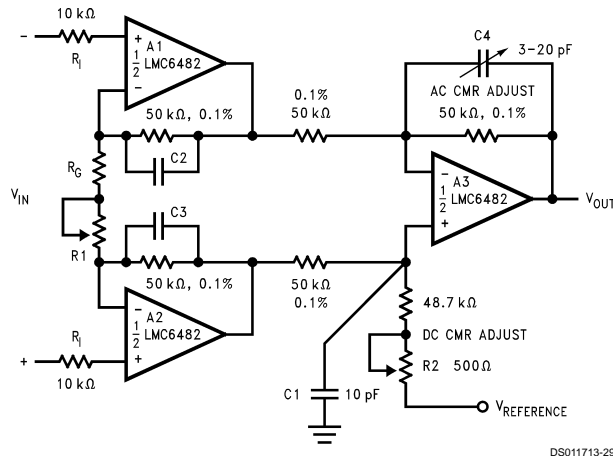 10 kΩ
−
R_I
+
A1
1/2
LMC6482
−
50 kΩ, 0.1%
C2
0.1%
50 kΩ
C4
3-20 pF
AC CMR ADJUST
50 kΩ, 0.1%
R_G
V_IN
R1
C3
50 kΩ, 0.1%
50 kΩ
0.1%
−
A3
1/2
LMC6482
+
V_OUT
−
A2
1/2
LMC6482
+
R_I
+
10 kΩ
48.7 kΩ
DC CMR ADJUST
R2 500Ω
C1
10 pF
V_REFERENCE
DS011713-29